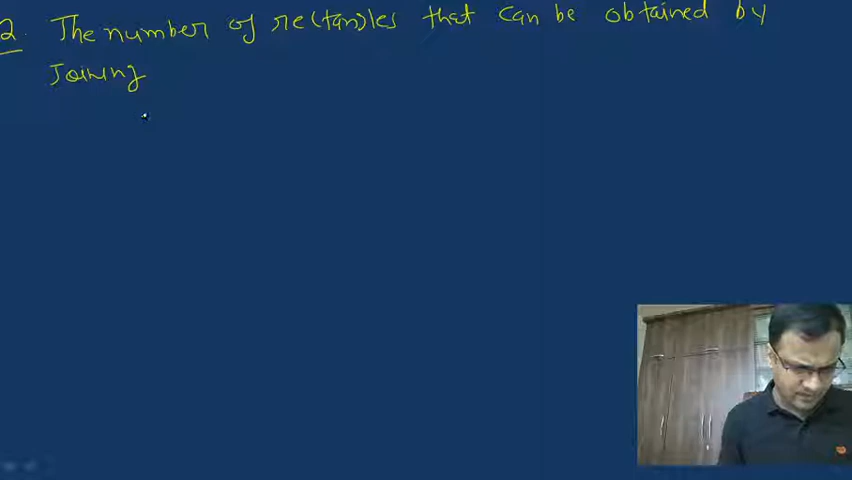 2. The number of rectangles that can be obtained by
Joining